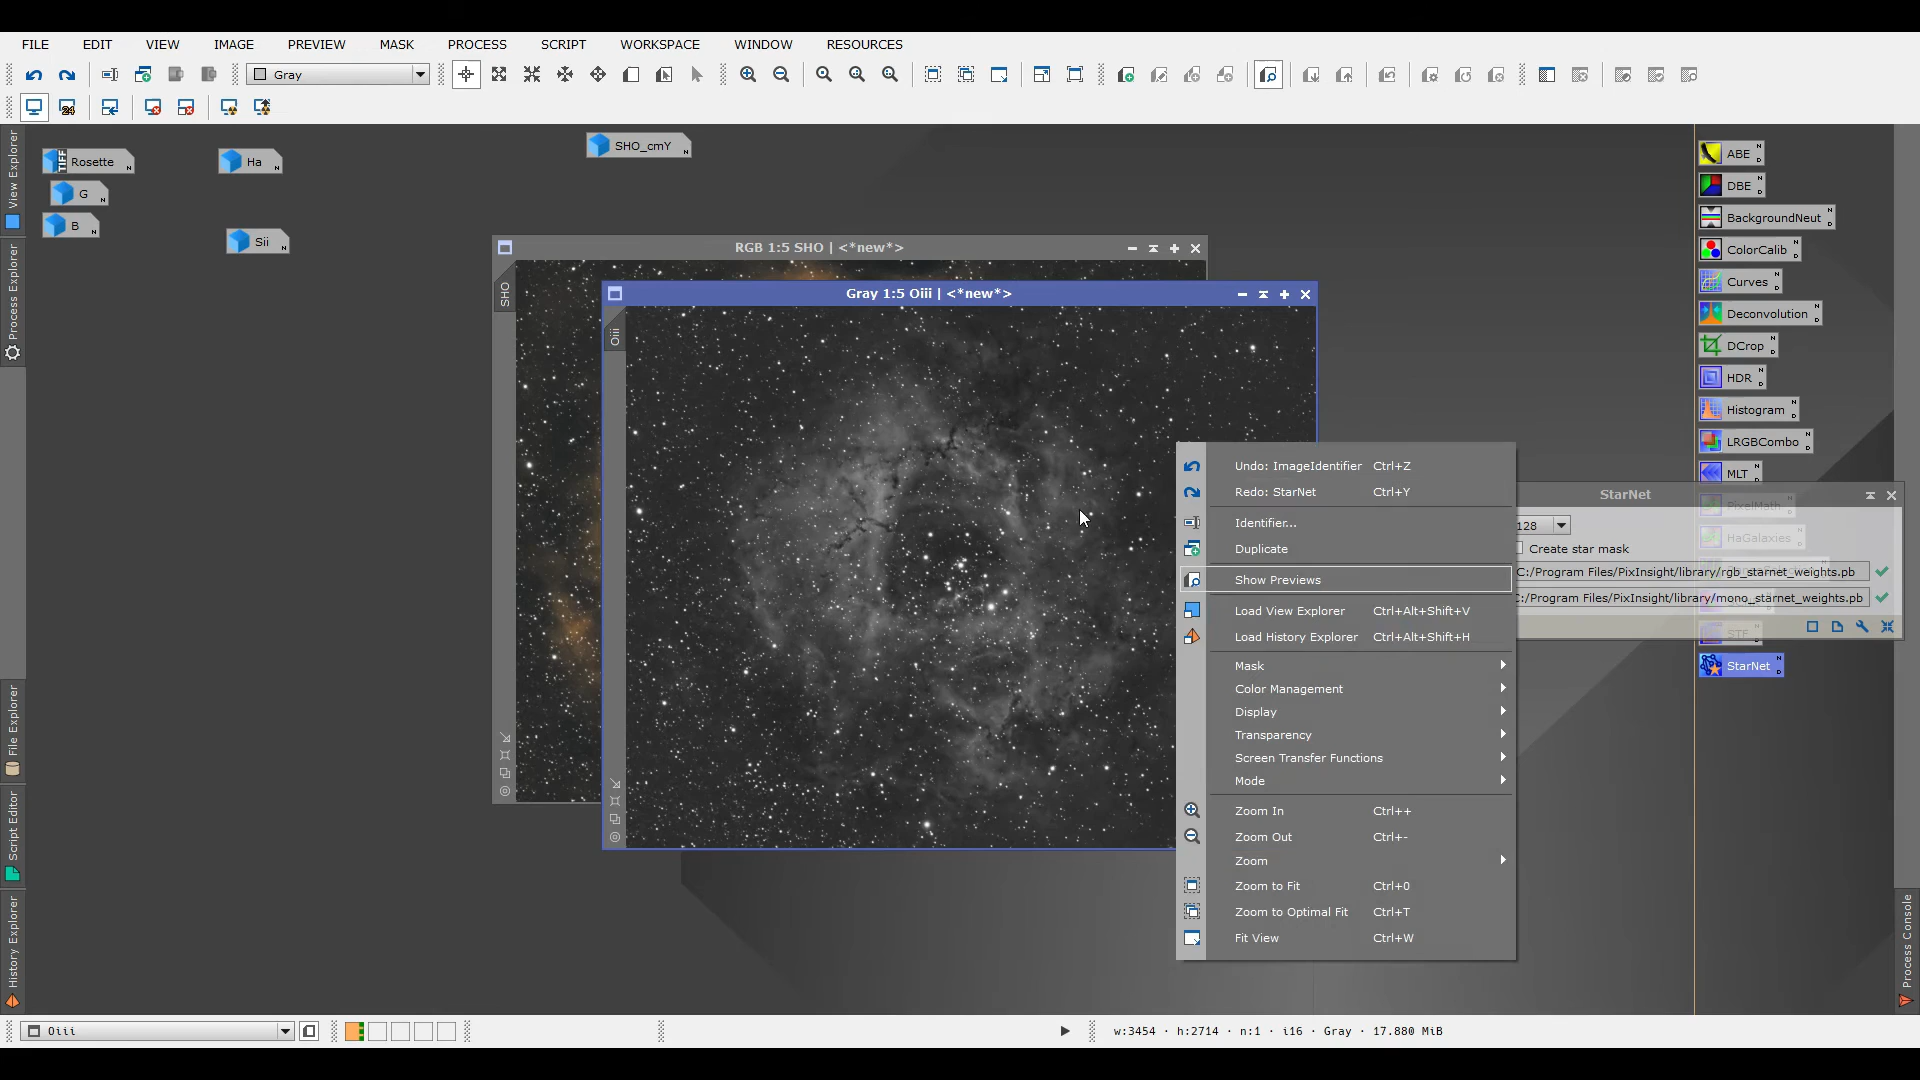 FILE EDIT VIEW IMAGE PREVIEW MASK PROCESS SCRIPT WORKSPACE WINDOW RESOURCES
Gray
24
View Explorer
Process Explorer
File Explorer
Script Editor
History Explorer
TIFF Rosette
G
B
Ha
Sii
SHO_cmY
RGB 1:5 SHO | <*new*>
SHO
Gray 1:5 Oiii | <*new*>
Oiii
Undo: ImageIdentifier Ctrl+Z
Redo: StarNet Ctrl+Y
Identifier...
Duplicate
Show Previews
Load View Explorer Ctrl+Alt+Shift+V
Load History Explorer Ctrl+Alt+Shift+H
Mask
Color Management
Display
Transparency
Screen Transfer Functions
Mode
Zoom In Ctrl++
Zoom Out Ctrl+-
Zoom
Zoom to Fit Ctrl+0
Zoom to Optimal Fit Ctrl+T
Fit View Ctrl+W
ABE
DBE
BackgroundNeut
ColorCalib
Curves
Deconvolution
DCrop
HDR
Histogram
LRGBCombo
MLT
PixelMath
HaGalaxies
STF
StarNet
StarNet
128
Create star mask
C:/Program Files/PixInsight/library/rgb_starnet_weights.pb
:/Program Files/PixInsight/library/mono_starnet_weights.pb
Process Console
Oiii
w:3454 · h:2714 · n:1 · i16 · Gray · 17.880 MiB